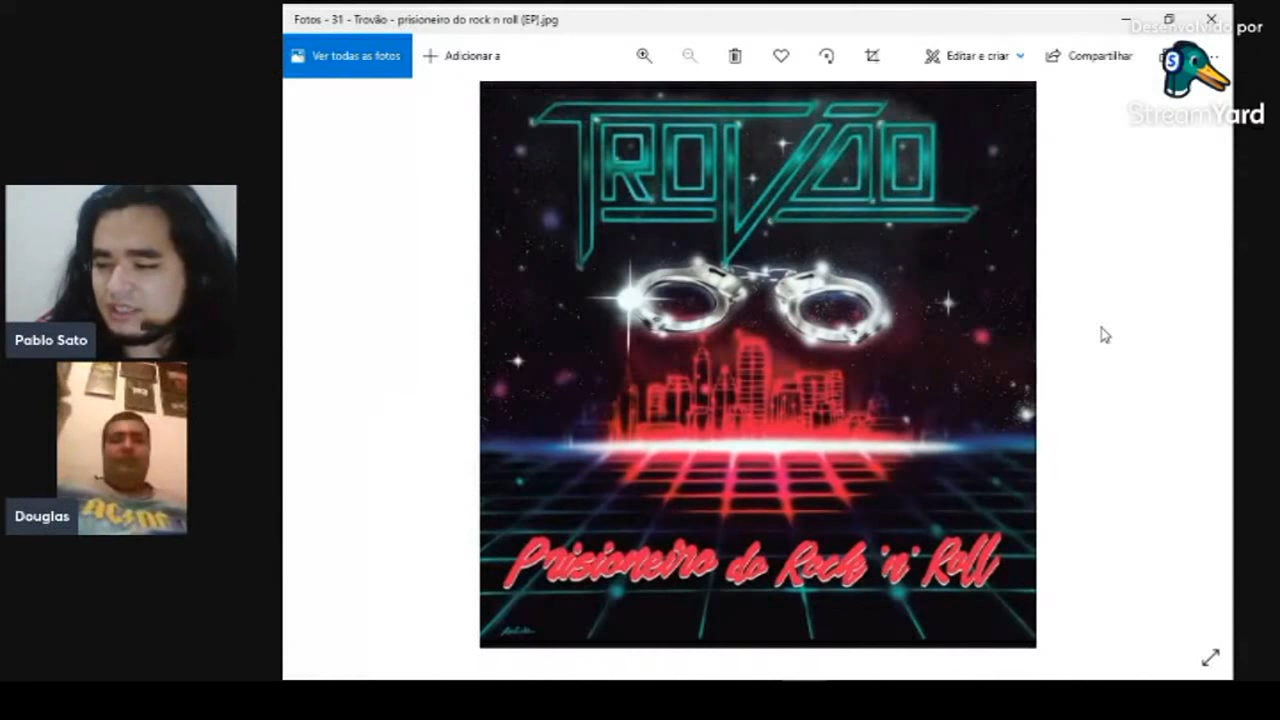 Fotos - 31 - Trovão - prisioneiro do rock n roll (EP).jpg
Desenvolvido por
Ver todas as fotos
Adicionar a
Editar e criar
Compartilhar
S
StreamYard
TROVÃO
Pablo Sato
Douglas
AC/DC
Prisioneiro do Rock 'n' Roll